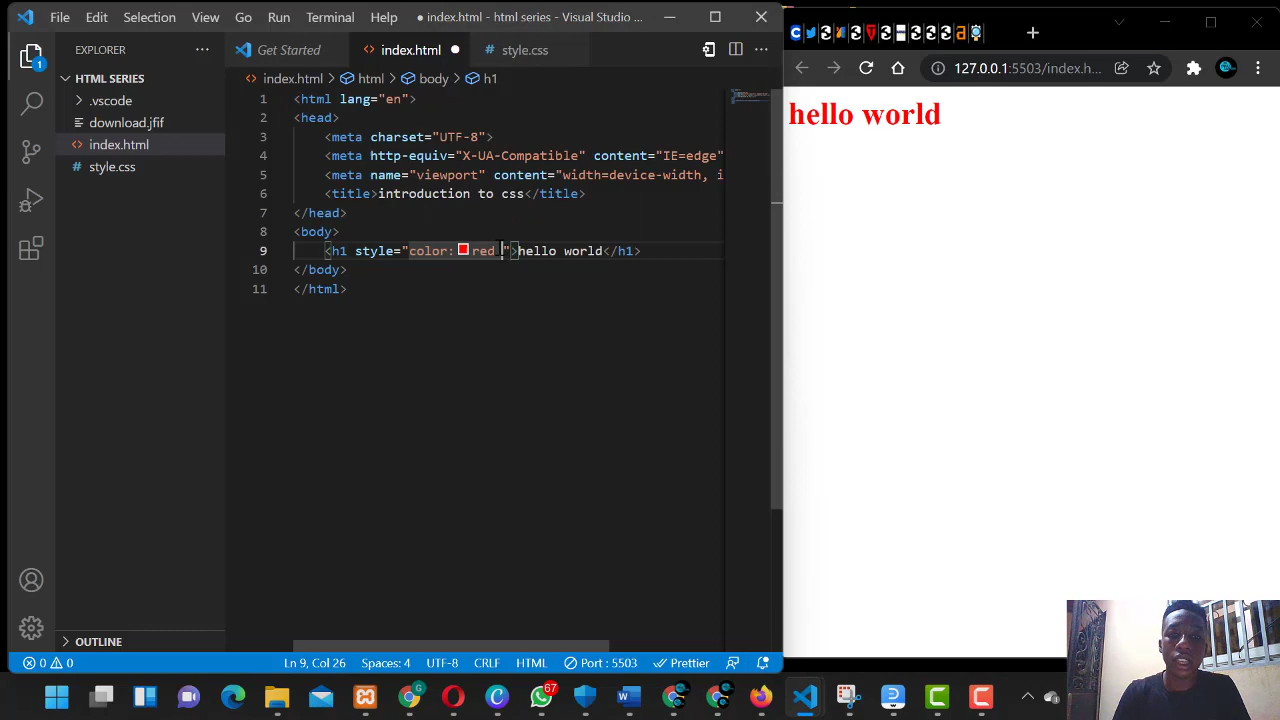 File Edit Selection View Go Run Terminal Help ● index.html - html series - Visual Studio ...
EXPLORER
Get Started
index.html
style.css
HTML SERIES
.vscode
download.jfif
index.html
style.css
index.html > html > body > h1
1 <html lang="en">
2 <head>
3 <meta charset="UTF-8">
4 <meta http-equiv="X-UA-Compatible" content="IE=edge"
5 <meta name="viewport" content="width=device-width, i
6 <title>introduction to css</title>
7 </head>
8 <body>
9 <h1 style="color:red ">hello world</h1>
10 </body>
11 </html>
OUTLINE
0 0
Ln 9, Col 26 Spaces: 4 UTF-8 CRLF HTML Port : 5503 Prettier
127.0.0.1:5503/index.h...
hello world
1
67